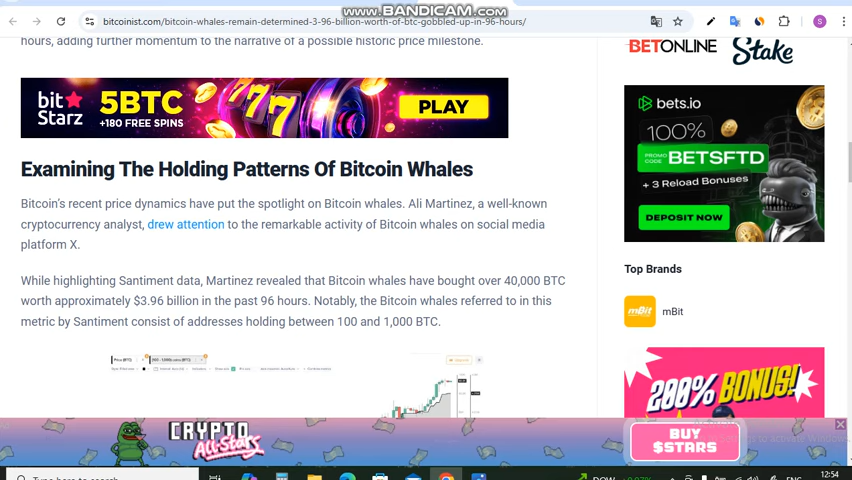 www.BANDICAM.com
bitcoinist.com/bitcoin-whales-remain-determined-3-96-billion-worth-of-btc-gobbled-up-in-96-hours/
S
hours, adding further momentum to the narrative of a possible historic price milestone.
BETONLINE
Stake
bitStarz
5BTC
+180 FREE SPINS
777
PLAY
bets.io
100%
PROMO CODE
BETSFTD
+ 3 Reload Bonuses
DEPOSIT NOW
Examining The Holding Patterns Of Bitcoin Whales
Bitcoin's recent price dynamics have put the spotlight on Bitcoin whales. Ali Martinez, a well-known
cryptocurrency analyst, drew attention to the remarkable activity of Bitcoin whales on social media
platform X.
While highlighting Santiment data, Martinez revealed that Bitcoin whales have bought over 40,000 BTC
worth approximately $3.96 billion in the past 96 hours. Notably, the Bitcoin whales referred to in this
metric by Santiment consist of addresses holding between 100 and 1,000 BTC.
Top Brands
mBit
mBit
200% BONUS!
CRYPTO
All-Stars
BUY
$STARS
Type here to search
DOW
ENG
12:54